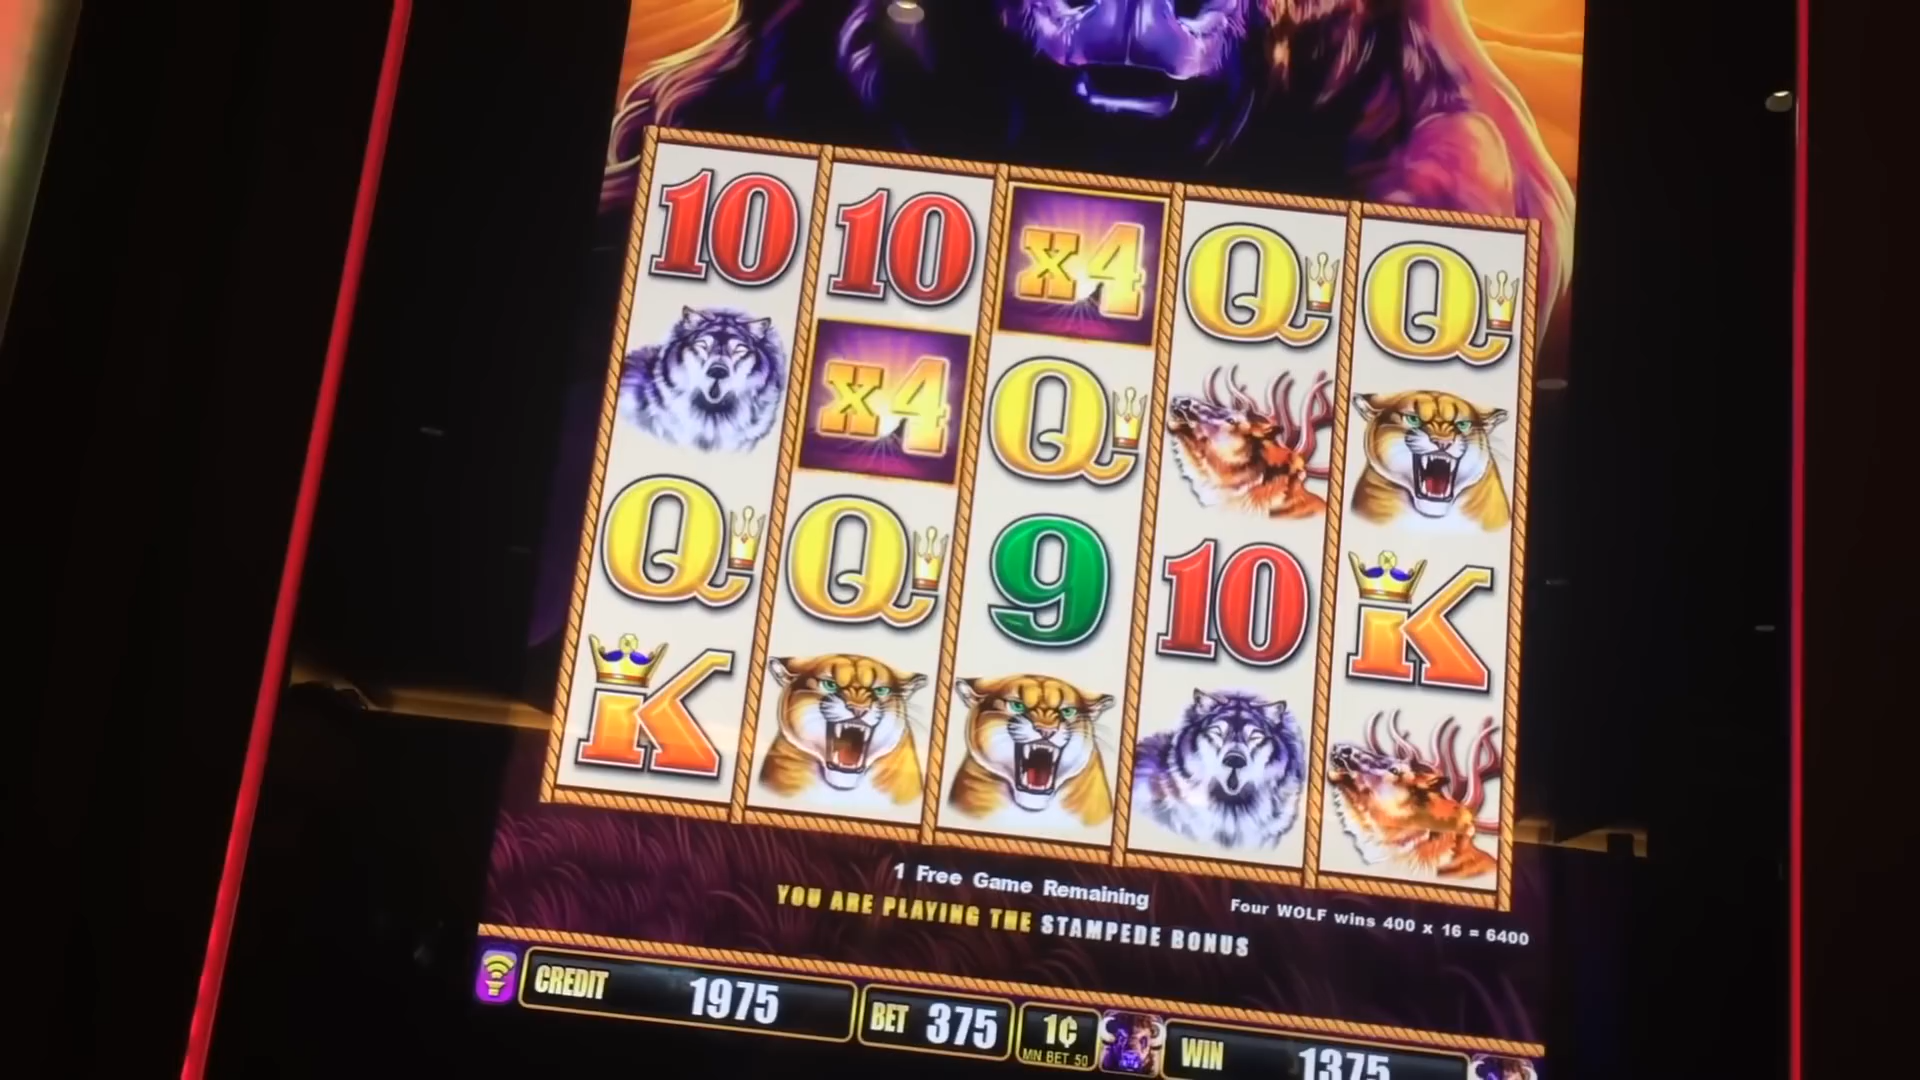 10 10 x4 Q Q
x4 Q
Q Q 9 10 K
K
1 Free Game Remaining
Four WOLF wins 400 x 16 = 6400
YOU ARE PLAYING THE STAMPEDE BONUS
CREDIT 1975 BET 375 1¢ WIN 1375
MIN BET 50